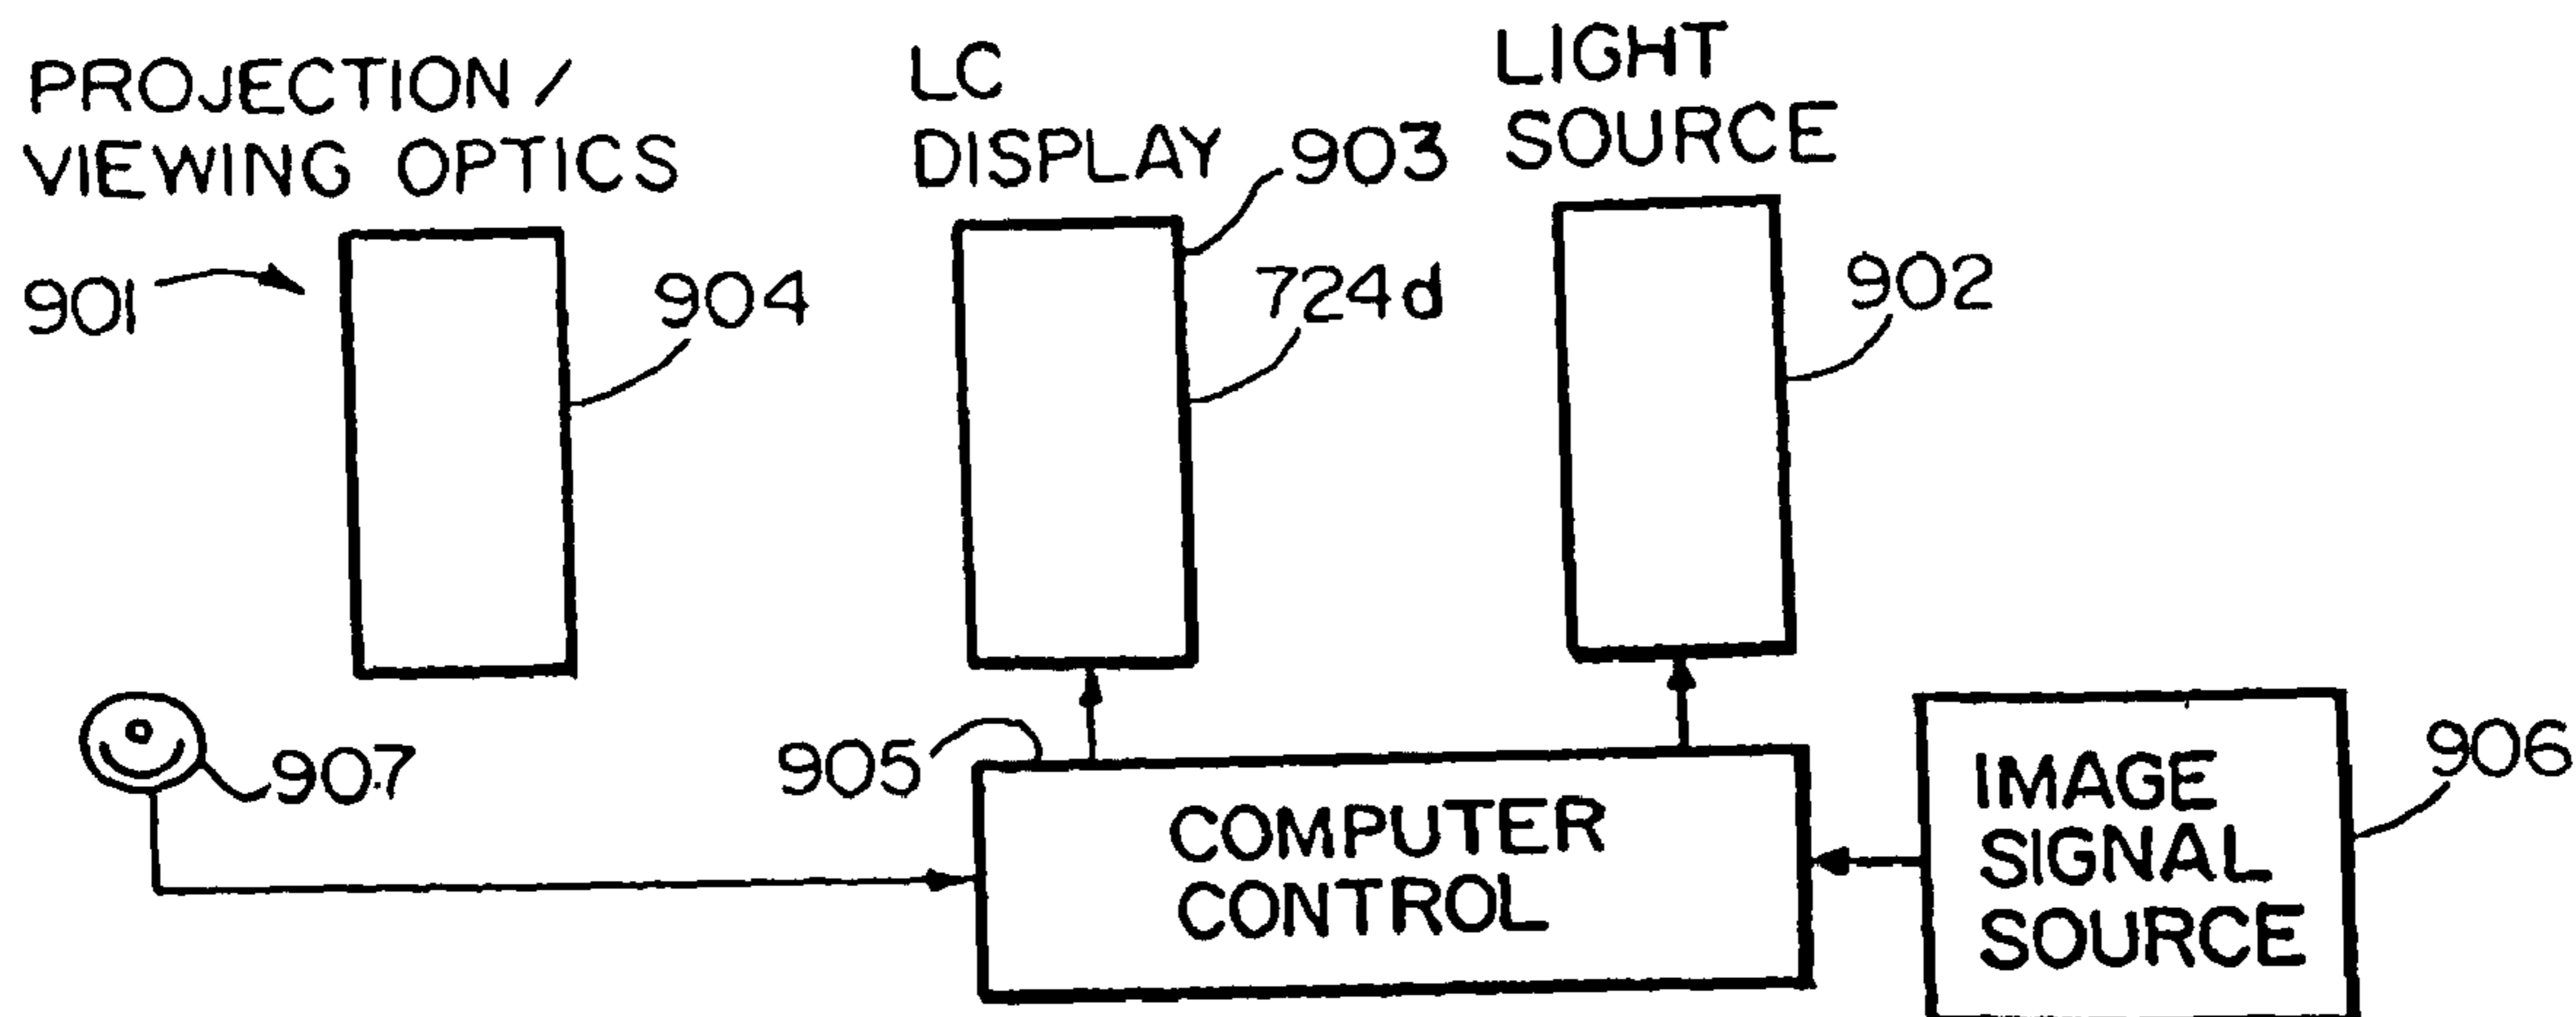 PROJECTION /
VIEWING OPTICS
LC
DISPLAY
LIGHT
SOURCE
903
901
904
724d
902
907
905
COMPUTER
CONTROL
IMAGE
SIGNAL
SOURCE
906